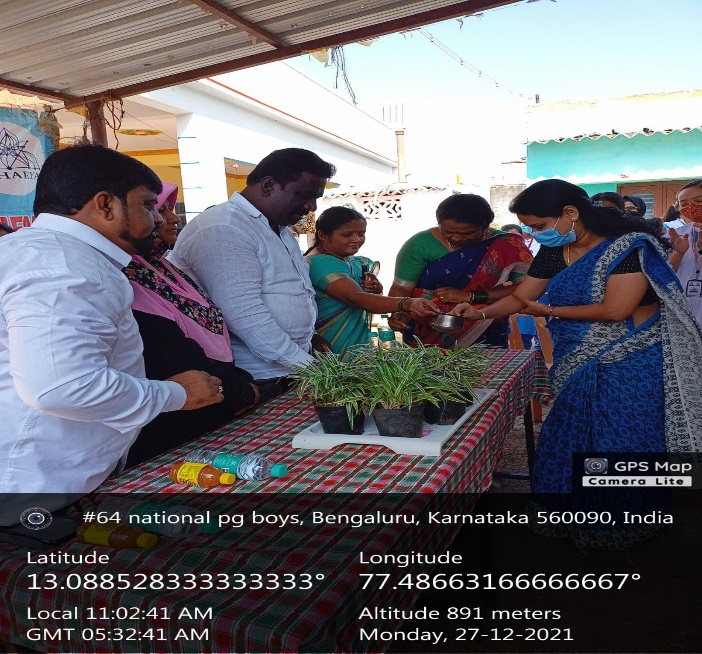 GPS Map
Camera Lite
#64 national pg boys, Bengaluru, Karnataka 560090, India
Latitude
Longitude
13.088528333333333°
77.48663166666667°
Local 11:02:41 AM
Altitude 891 meters
GMT 05:32:41 AM
Monday, 27-12-2021